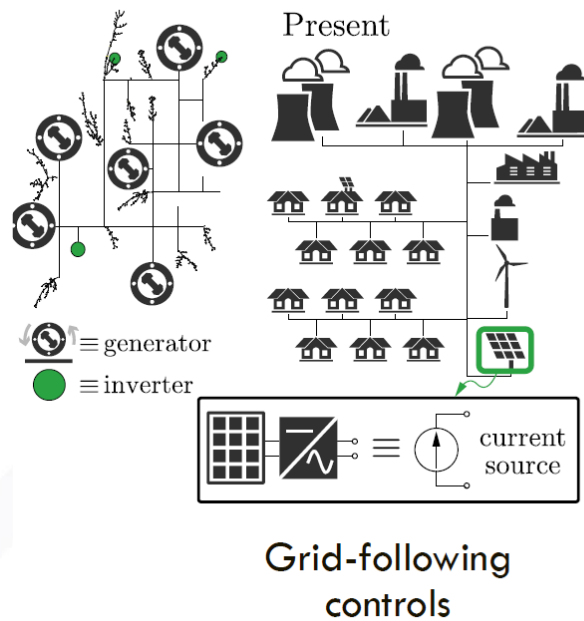 Present
≡ generator
≡ inverter
≡ current
source
Grid-following
controls